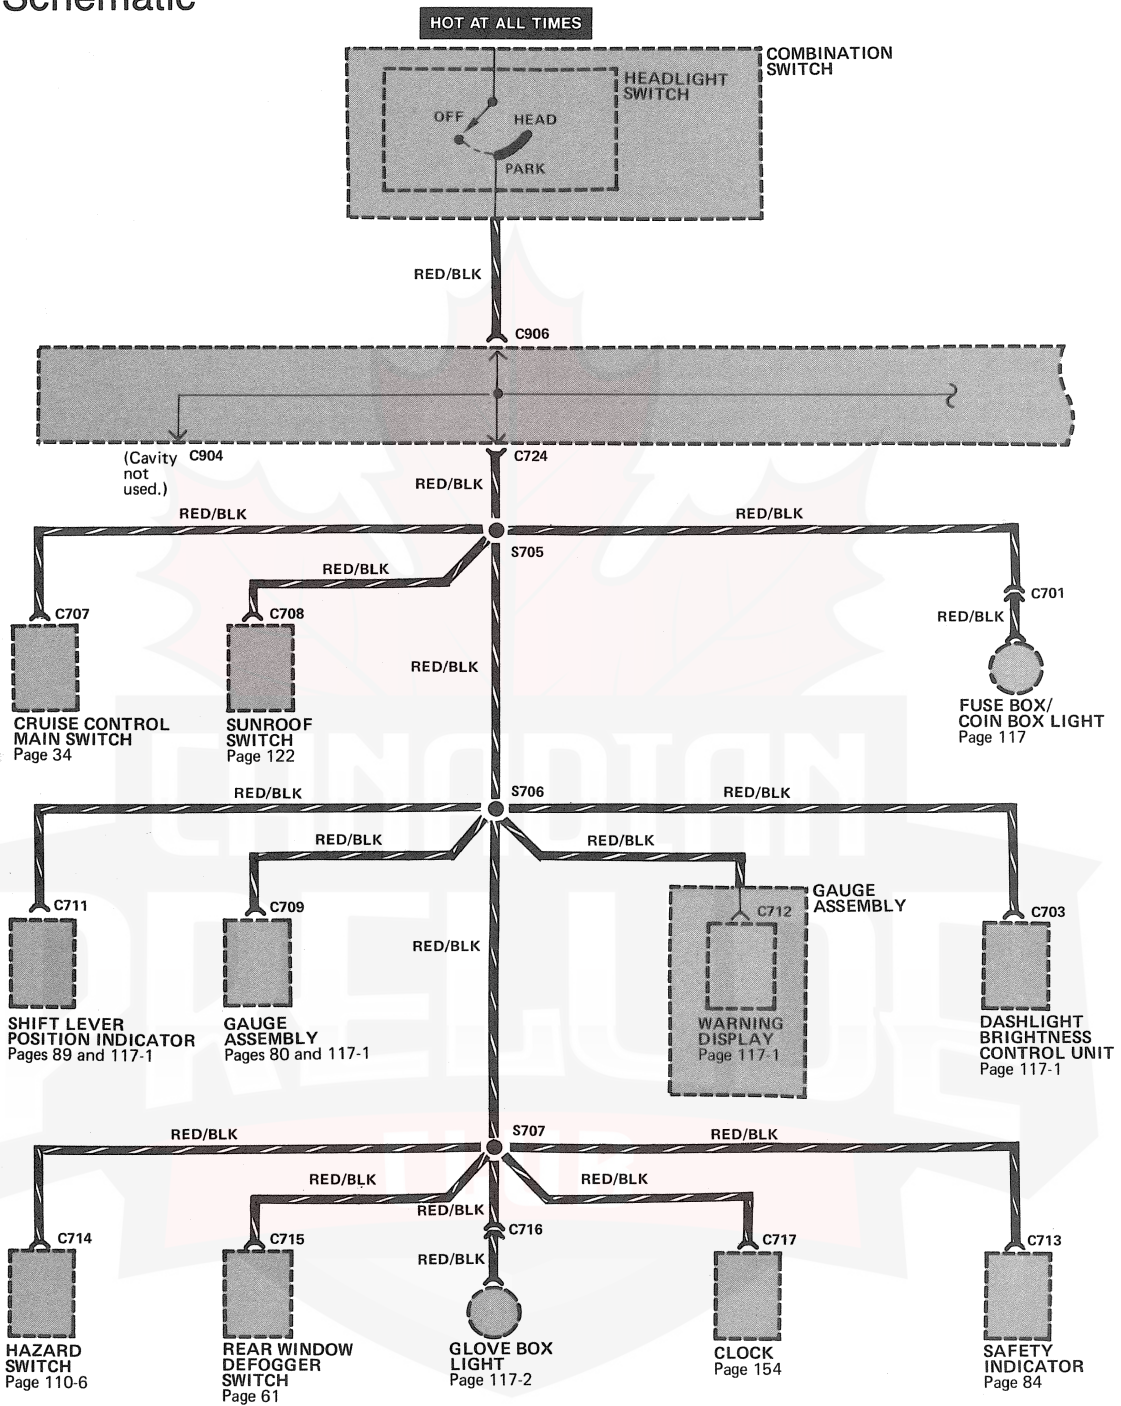 Schematic
HOT AT ALL TIMES
COMBINATION
SWITCH
HEADLIGHT
SWITCH
OFF
HEAD
PARK
RED/BLK
C906
(Cavity
not
used.)
C904
C724
RED/BLK
RED/BLK
RED/BLK
S705
RED/BLK
C707
C708
C701
RED/BLK
RED/BLK
CRUISE CONTROL
MAIN SWITCH
Page 34
SUNROOF
SWITCH
Page 122
FUSE BOX/
COIN BOX LIGHT
Page 117
CANADIAN
PRELUDE
HUB
RED/BLK
S706
RED/BLK
RED/BLK
RED/BLK
C711
C709
GAUGE
ASSEMBLY
C712
C703
RED/BLK
SHIFT LEVER
POSITION INDICATOR
Pages 89 and 117-1
GAUGE
ASSEMBLY
Pages 80 and 117-1
WARNING
DISPLAY
Page 117-1
DASHLIGHT
BRIGHTNESS
CONTROL UNIT
Page 117-1
RED/BLK
S707
RED/BLK
RED/BLK
RED/BLK
RED/BLK
C714
C715
C716
C717
C713
RED/BLK
HAZARD
SWITCH
Page 110-6
REAR WINDOW
DEFOGGER
SWITCH
Page 61
GLOVE BOX
LIGHT
Page 117-2
CLOCK
Page 154
SAFETY
INDICATOR
Page 84